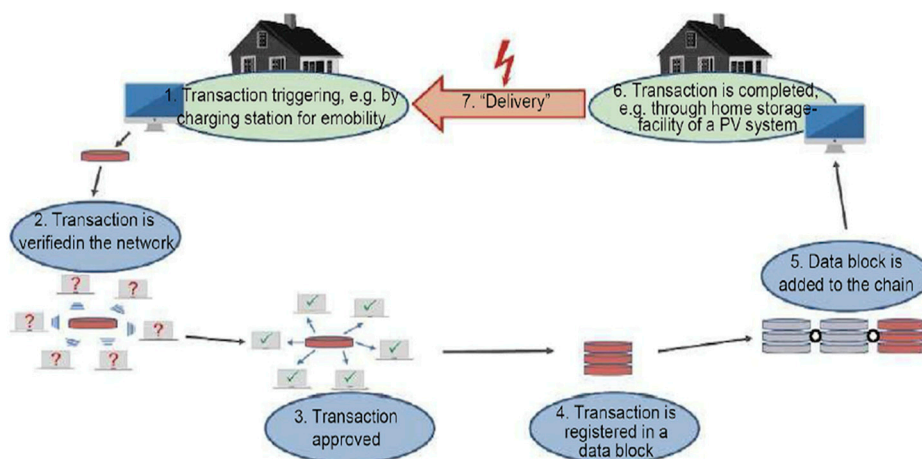 1. Transaction triggering, e.g. by
charging station for emobility
7. “Delivery”
6. Transaction is completed,
e.g. through home storage-
facility of a PV system
2. Transaction is
verifiedin the network
?
?
?
?
?
?
?
3. Transaction
approved
4. Transaction is
registered in a
data block
5. Data block is
added to the chain